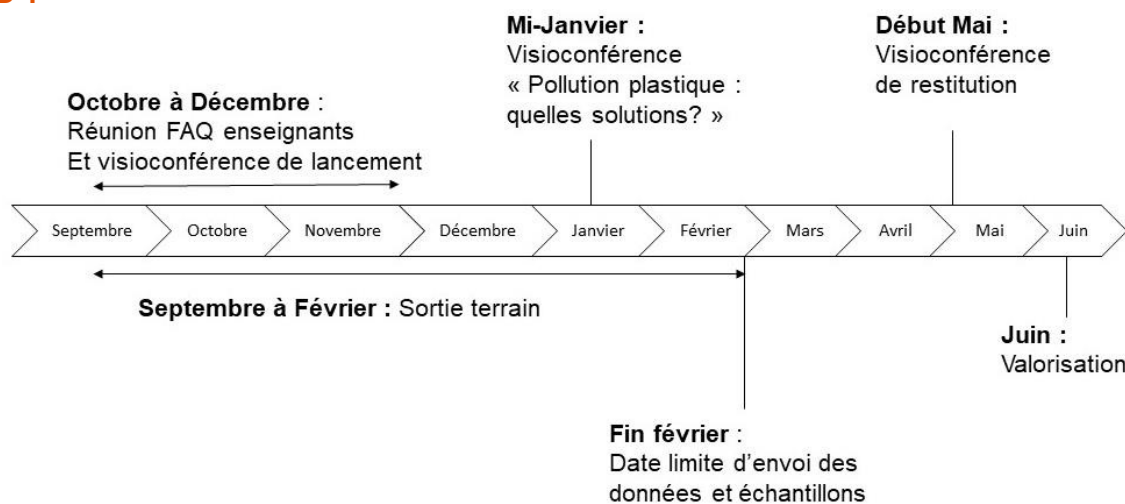 Mi-Janvier :
Visioconférence
« Pollution plastique :
quelles solutions? »
Début Mai :
Visioconférence
de restitution
Octobre à Décembre :
Réunion FAQ enseignants
Et visioconférence de lancement
Septembre
Octobre
Novembre
Décembre
Janvier
Février
Mars
Avril
Mai
Juin
Septembre à Février : Sortie terrain
Juin :
Valorisation
Fin février :
Date limite d'envoi des
données et échantillons